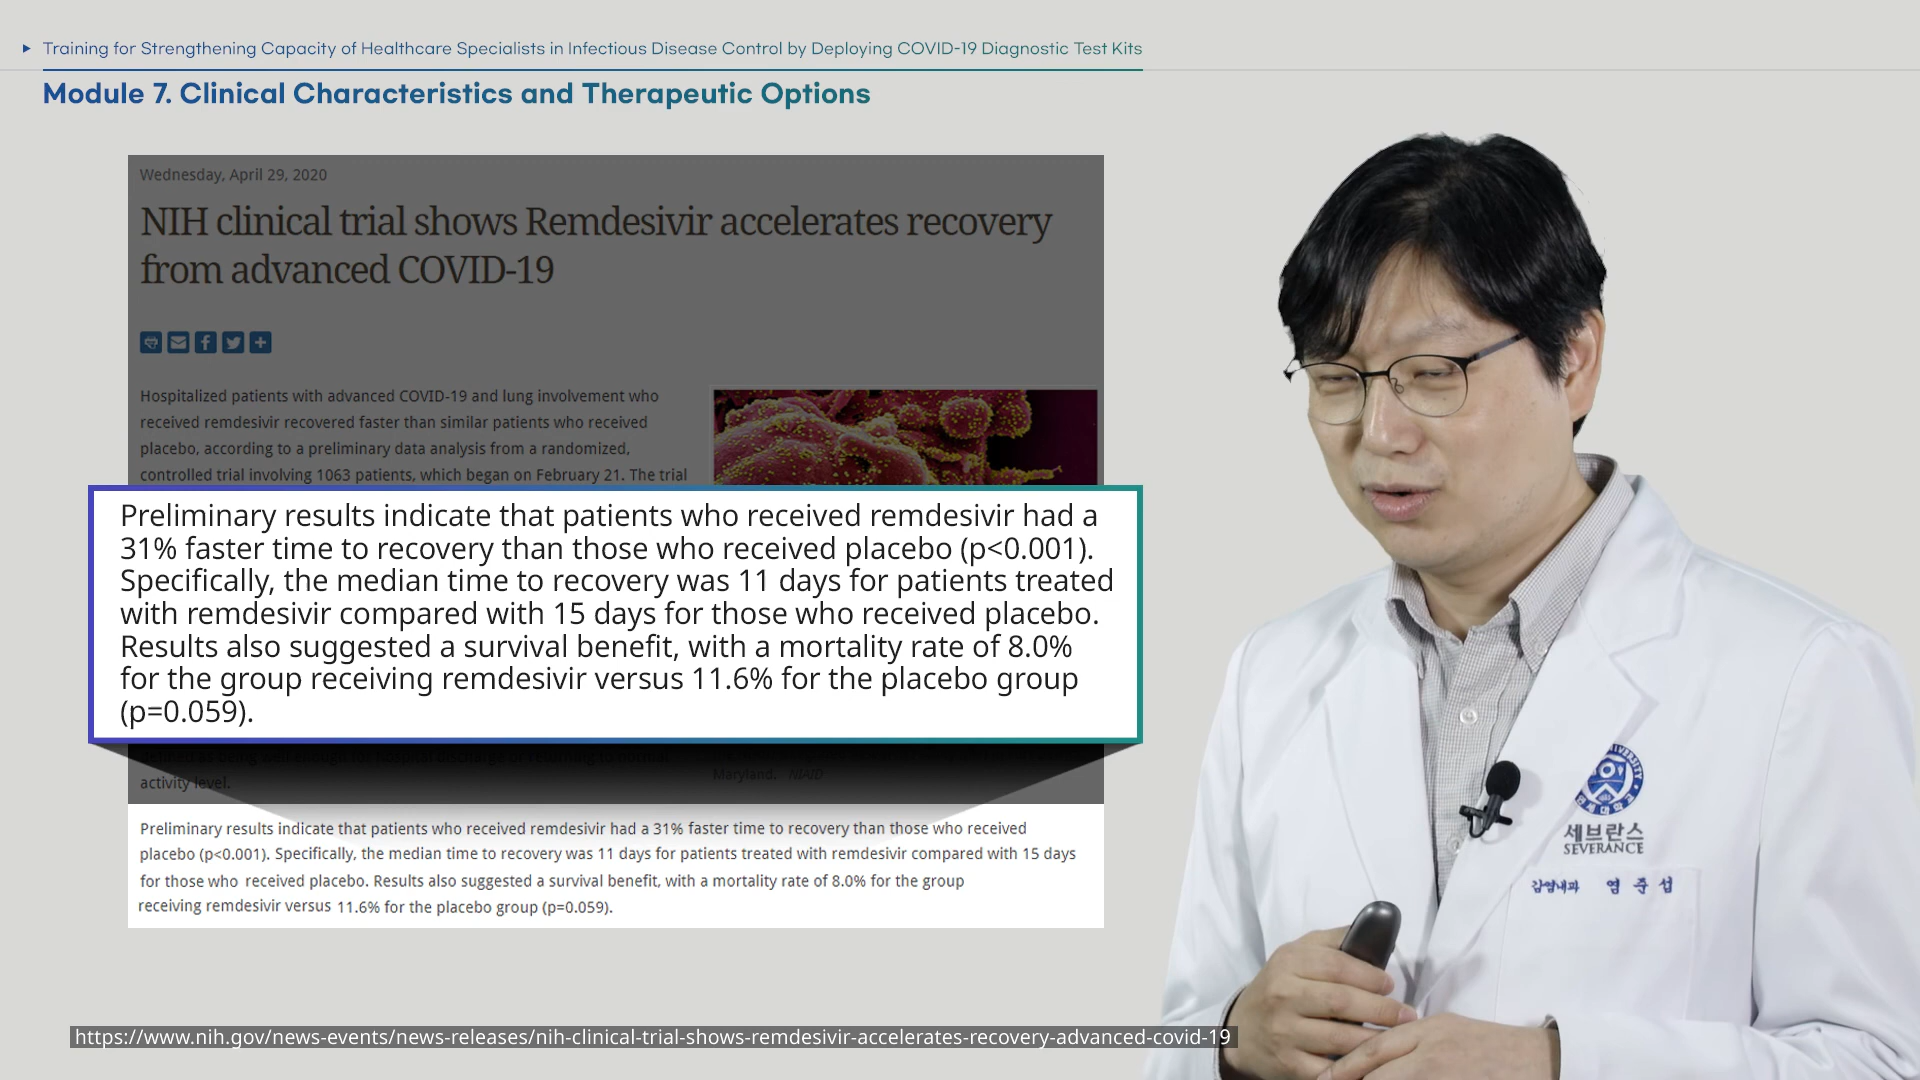 Training for Strengthening Capacity of Healthcare Specialists in Infectious Disease Control by Deploying COVID-19 Diagnostic Test Kits
Module 7. Clinical Characteristics and Therapeutic Options
Wednesday, April 29, 2020
NIH clinical trial shows Remdesivir accelerates recovery
from advanced COVID-19
Hospitalized patients with advanced COVID-19 and lung involvement who
received remdesivir recovered faster than similar patients who received
placebo, according to a preliminary data analysis from a randomized,
controlled trial involving 1063 patients, which began on February 21. The trial
Preliminary results indicate that patients who received remdesivir had a
31% faster time to recovery than those who received placebo (p<0.001).
Specifically, the median time to recovery was 11 days for patients treated
with remdesivir compared with 15 days for those who received placebo.
Results also suggested a survival benefit, with a mortality rate of 8.0%
for the group receiving remdesivir versus 11.6% for the placebo group
(p=0.059).
Maryland. NIAID
activity level.
Preliminary results indicate that patients who received remdesivir had a 31% faster time to recovery than those who received
placebo (p<0.001). Specifically, the median time to recovery was 11 days for patients treated with remdesivir compared with 15 days
for those who received placebo. Results also suggested a survival benefit, with a mortality rate of 8.0% for the group
receiving remdesivir versus 11.6% for the placebo group (p=0.059).
세브란스
SEVERANCE
감염내과 염준섭
https://www.nih.gov/news-events/news-releases/nih-clinical-trial-shows-remdesivir-accelerates-recovery-advanced-covid-19